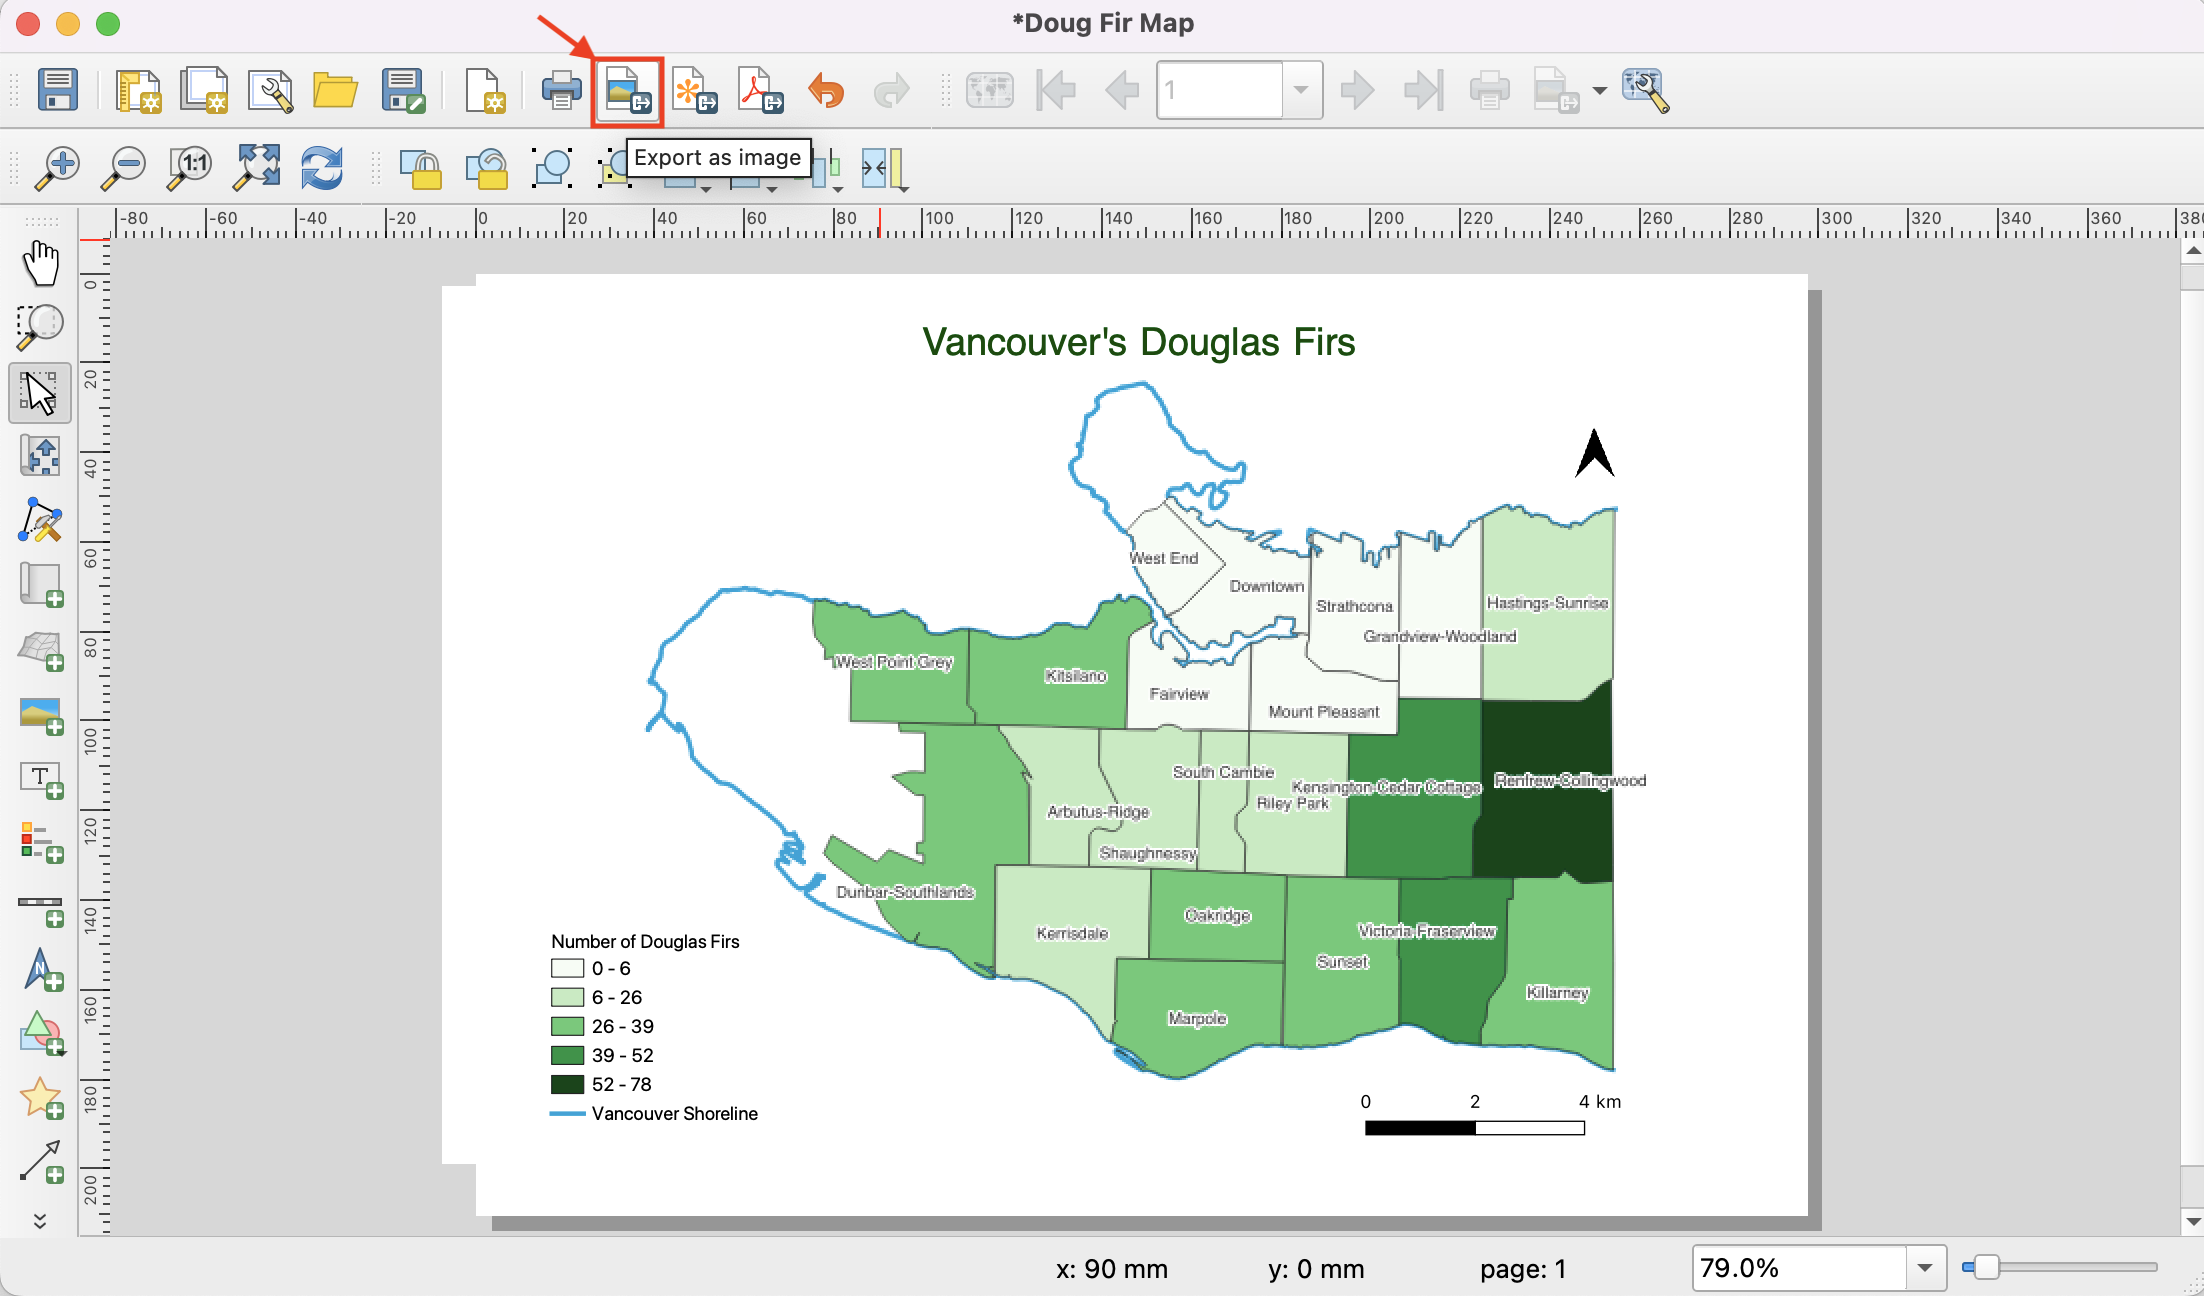 *Doug Fir Map
1
1:1
Export as image
-80 -60 -40 -20 0 20 40 60 80 100 120 140 160 180 200 220 240 260 280 300 320 340 360 380
0
20
40
60
80
100
120
140
160
180
200
Vancouver's Douglas Firs
West End
Downtown
Strathcona
Hastings-Sunrise
Grandview-Woodland
West Point Grey
Kitsilano
Fairview
Mount Pleasant
South Cambie
Kensington-Cedar Cottage
Renfrew-Collingwood
Riley Park
Arbutus-Ridge
Shaughnessy
Dunbar-Southlands
Kerrisdale
Oakridge
Victoria-Fraserview
Sunset
Killarney
Marpole
Number of Douglas Firs
0 - 6
6 - 26
26 - 39
39 - 52
52 - 78
Vancouver Shoreline
0 2 4 km
T
N
x: 90 mm y: 0 mm page: 1 79.0%